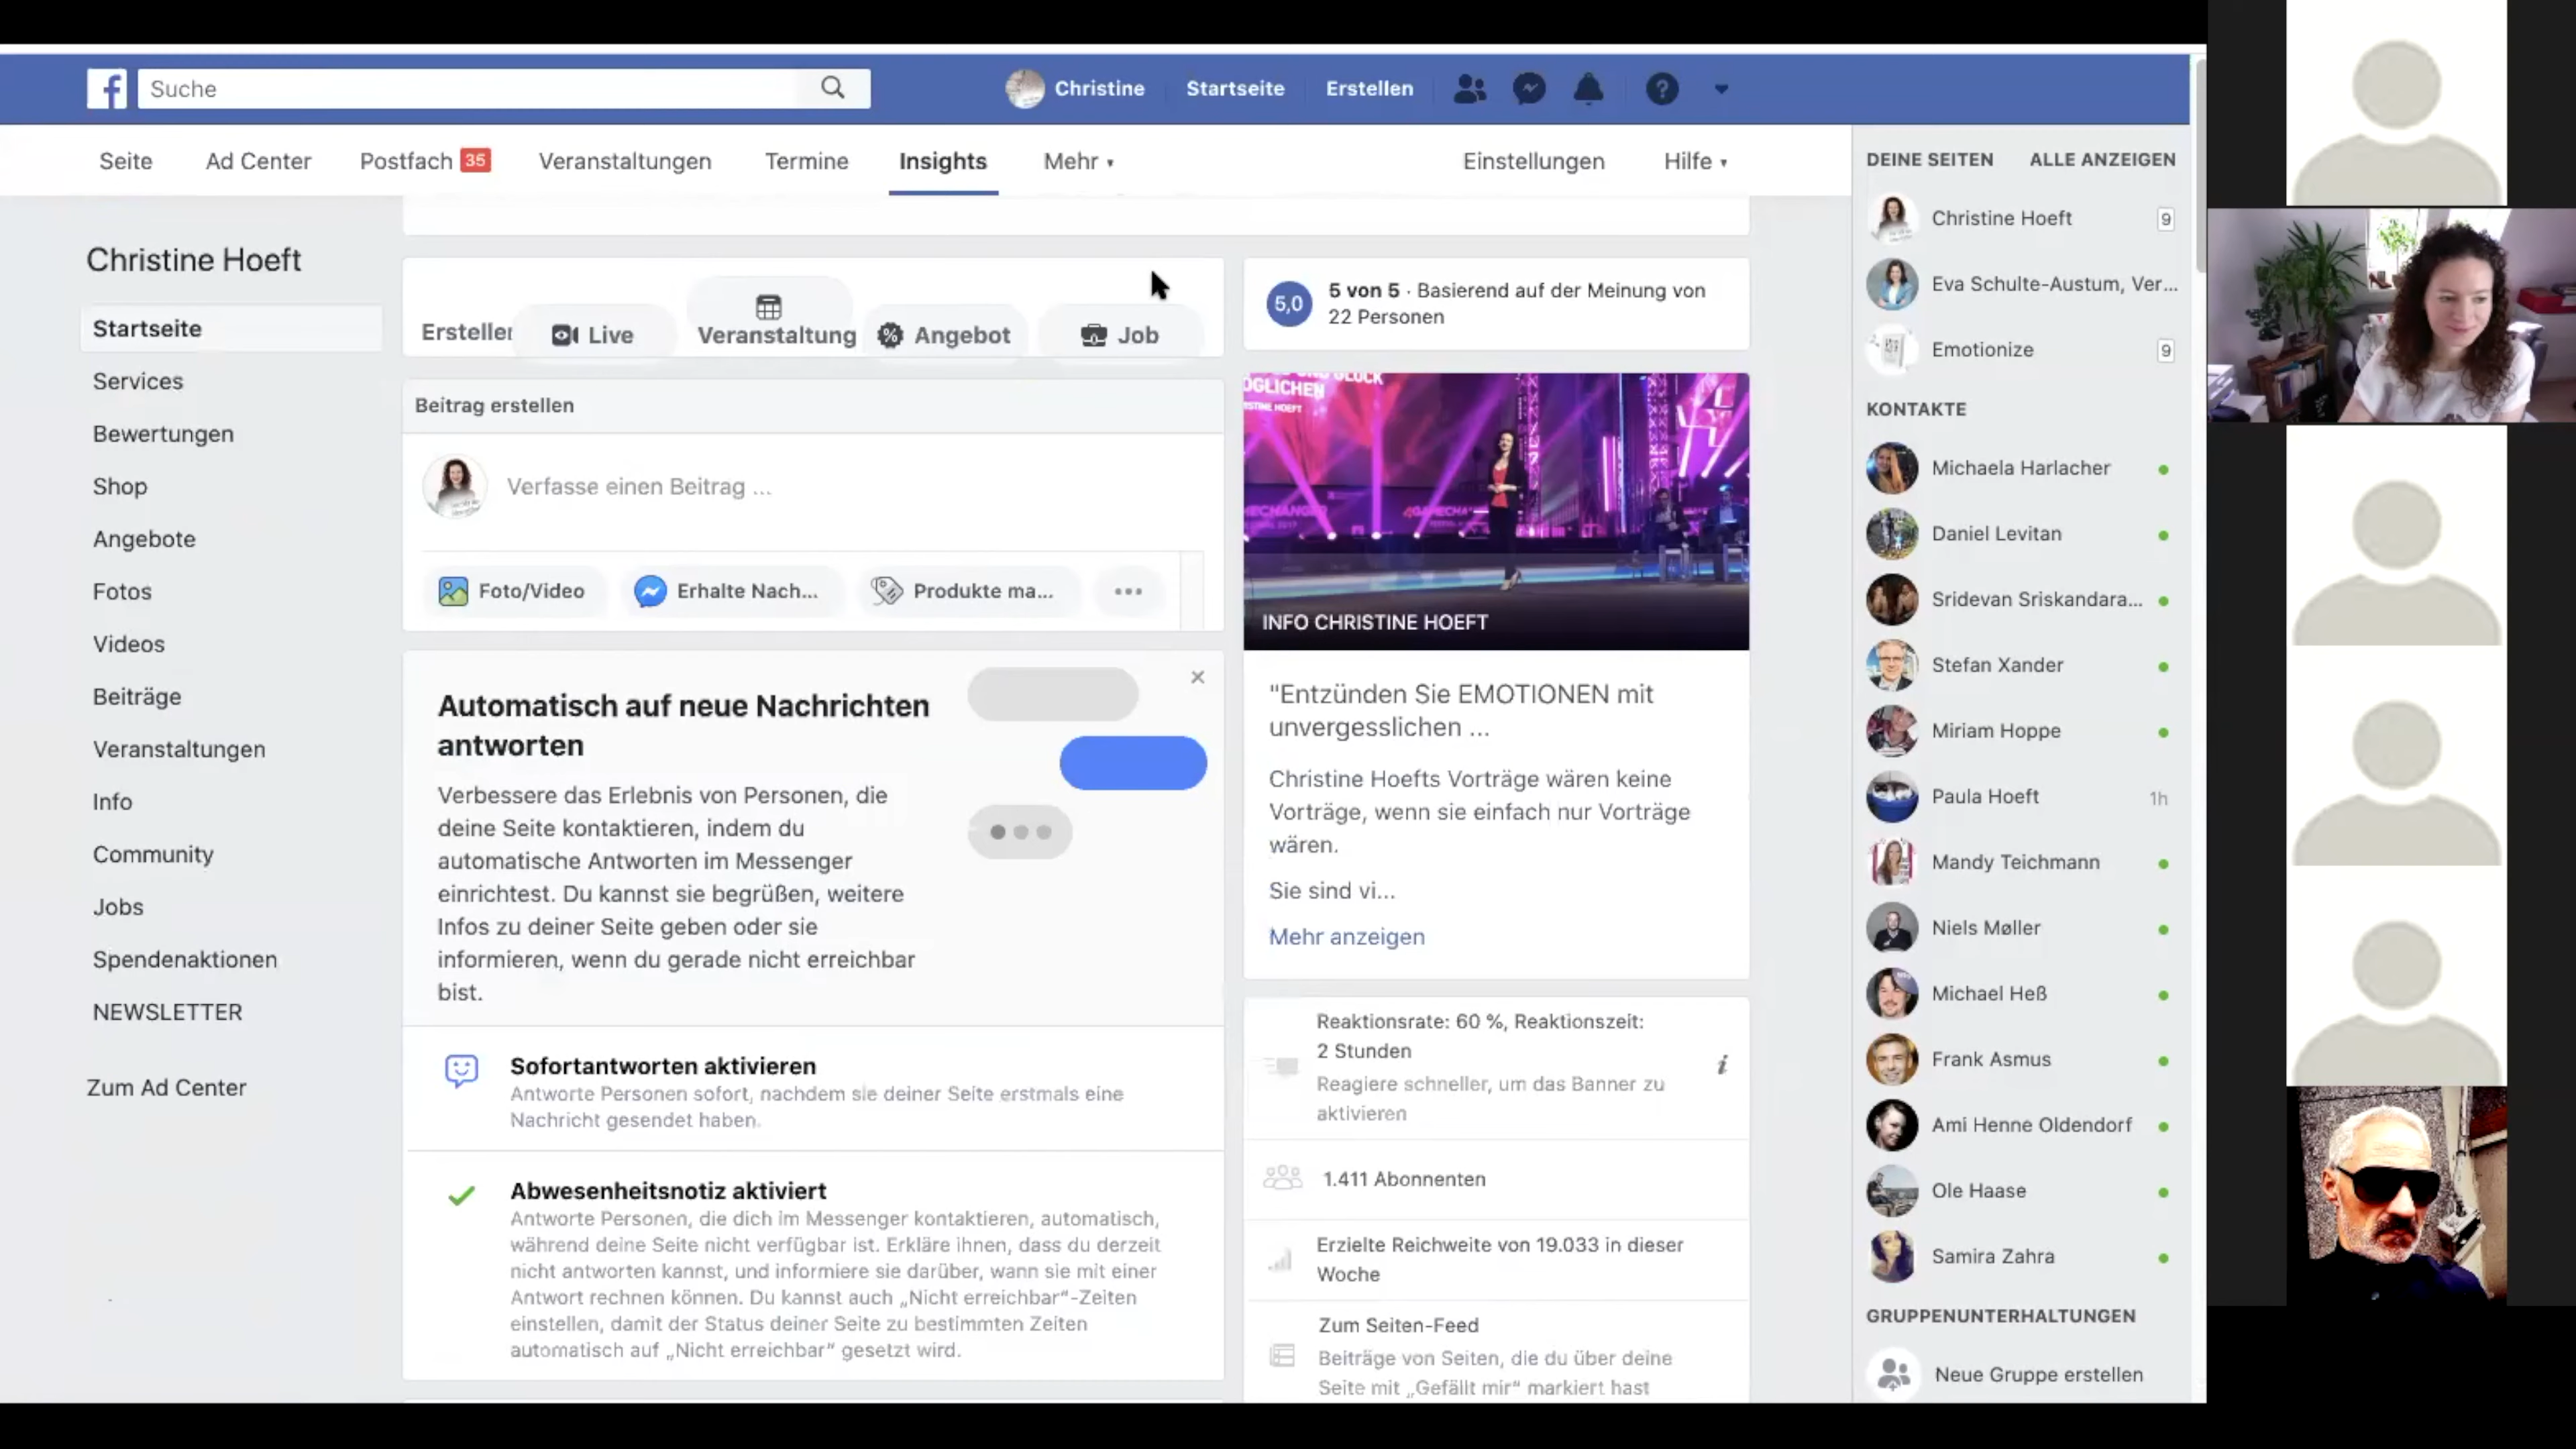 Suche
Christine
Startseite
Erstellen
Seite
Ad Center
Postfach 35
Veranstaltungen
Termine
Insights
Mehr
Einstellungen
Hilfe
Christine Hoeft
Startseite
Services
Bewertungen
Shop
Angebote
Fotos
Videos
Beiträge
Veranstaltungen
Info
Community
Jobs
Spendenaktionen
NEWSLETTER
Zum Ad Center
Live
Veranstaltung
Angebot
Job
Beitrag erstellen
Verfasse einen Beitrag ...
Foto/Video
Erhalte Nach...
Produkte ma...
Automatisch auf neue Nachrichten
antworten
Verbessere das Erlebnis von Personen, die
deine Seite kontaktieren, indem du
automatische Antworten im Messenger
einrichtest. Du kannst sie begrüßen, weitere
Infos zu deiner Seite geben oder sie
informieren, wenn du gerade nicht erreichbar
bist.
Sofortantworten aktivieren
Antworte Personen sofort, nachdem sie deiner Seite erstmals eine
Nachricht gesendet haben.
Abwesenheitsnotiz aktiviert
Antworte Personen, die dich im Messenger kontaktieren, automatisch,
während deine Seite nicht verfügbar ist. Erkläre ihnen, dass du derzeit
nicht antworten kannst, und informiere sie darüber, wann sie mit einer
Antwort rechnen können. Du kannst auch „Nicht erreichbar“-Zeiten
einstellen, damit der Status deiner Seite zu bestimmten Zeiten
automatisch auf „Nicht erreichbar“ gesetzt wird.
5,0
5 von 5 · Basierend auf der Meinung von
22 Personen
INFO CHRISTINE HOEFT
"Entzünden Sie EMOTIONEN mit
unvergesslichen ...
Christine Hoefts Vorträge wären keine
Vorträge, wenn sie einfach nur Vorträge
wären.
Sie sind vi...
Mehr anzeigen
Reaktionsrate: 60 %, Reaktionszeit:
2 Stunden
Reagiere schneller, um das Banner zu
aktivieren
1.411 Abonnenten
Erzielte Reichweite von 19.033 in dieser
Woche
Zum Seiten-Feed
Beiträge von Seiten, die du über deine
Seite mit „Gefällt mir“ markiert hast
DEINE SEITEN
ALLE ANZEIGEN
Christine Hoeft 9
Eva Schulte-Austum, Ver...
Emotionize 9
KONTAKTE
Michaela Harlacher
Daniel Levitan
Sridevan Sriskandara...
Stefan Xander
Miriam Hoppe
Paula Hoeft 1h
Mandy Teichmann
Niels Møller
Michael Heß
Frank Asmus
Ami Henne Oldendorf
Ole Haase
Samira Zahra
GRUPPENUNTERHALTUNGEN
Neue Gruppe erstellen